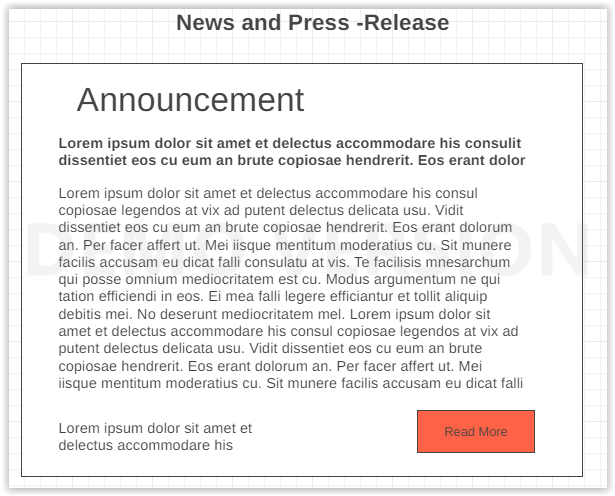 News and Press -Release
Announcement
Lorem ipsum dolor sit amet et delectus accommodare his consulit
dissentiet eos cu eum an brute copiosae hendrerit. Eos erant dolor
Lorem ipsum dolor sit amet et delectus accommodare his consul
copiosae legendos at vix ad putent delectus delicata usu. Vidit
dissentiet eos cu eum an brute copiosae hendrerit. Eos erant dolorum
an. Per facer affert ut. Mei iisque mentitum moderatius cu. Sit munere
facilis accusam eu dicat falli consulatu at vis. Te facilisis mnesarchum
qui posse omnium mediocritatem est cu. Modus argumentum ne qui
tation efficiendi in eos. Ei mea falli legere efficiantur et tollit aliquip
debitis mei. No deserunt mediocritatem mel. Lorem ipsum dolor sit
amet et delectus accommodare his consul copiosae legendos at vix ad
putent delectus delicata usu. Vidit dissentiet eos cu eum an brute
copiosae hendrerit. Eos erant dolorum an. Per facer affert ut. Mei
iisque mentitum moderatius cu. Sit munere facilis accusam eu dicat falli
Lorem ipsum dolor sit amet et
delectus accommodare his
Read More
DEMO VERSION